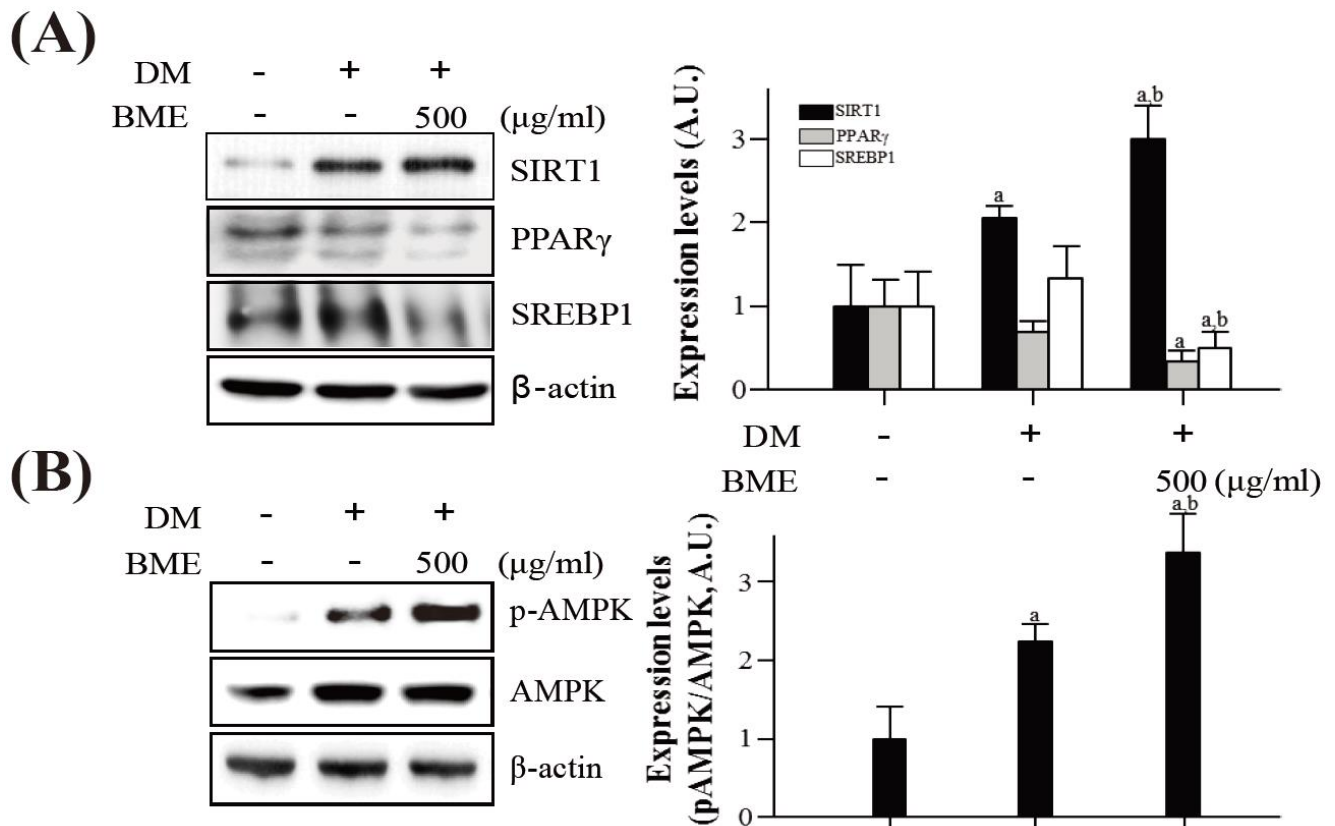 (A)
DM - + +
BME - - 500 (μg/ml)
SIRT1
PPARγ
SREBP1
β-actin
Expression levels (A.U.)
3
2
1
0
SIRT1
PPARγ
SREBP1
a
a,b
a
a,b
DM - + +
BME - - 500 (μg/ml)
(B)
DM - + +
BME - - 500 (μg/ml)
p-AMPK
AMPK
β-actin
Expression levels
(pAMPK/AMPK, A.U.)
3
2
1
0
a
a,b